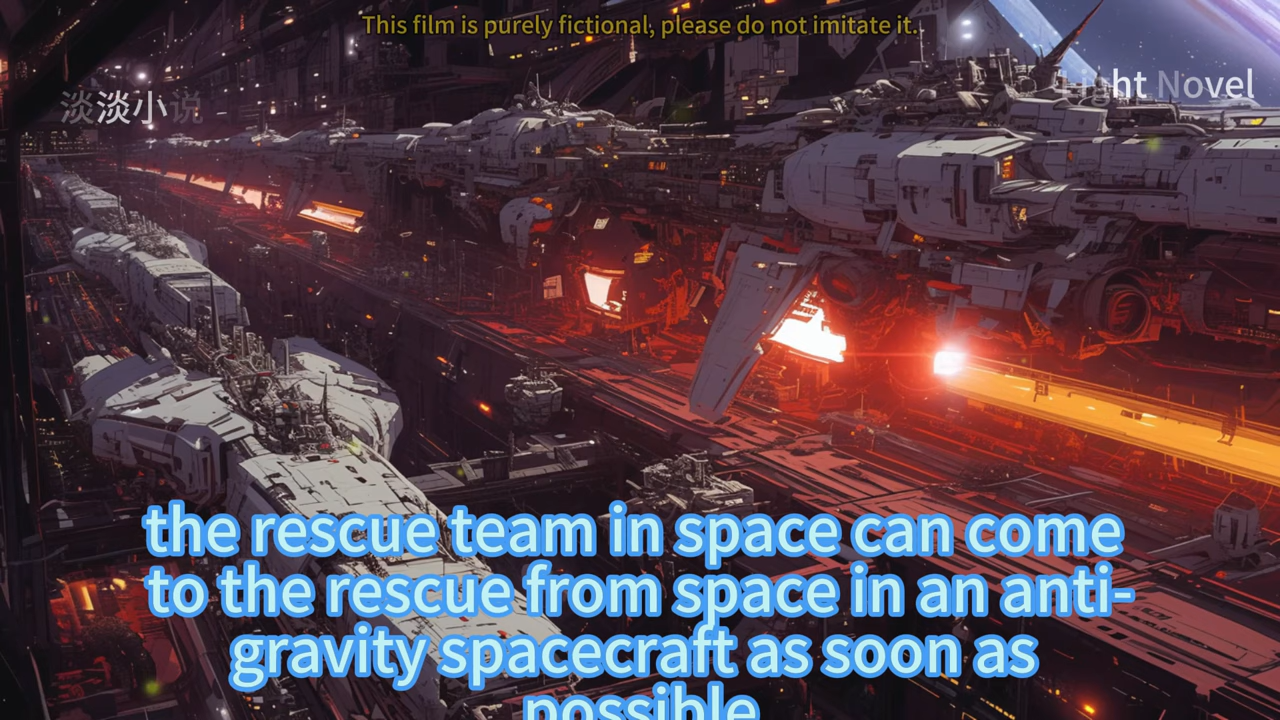 This film is purely fictional, please do not imitate it.
Light Novel
淡淡小说
the rescue team in space can come
to the rescue from space in an anti-
gravity spacecraft as soon as
possible